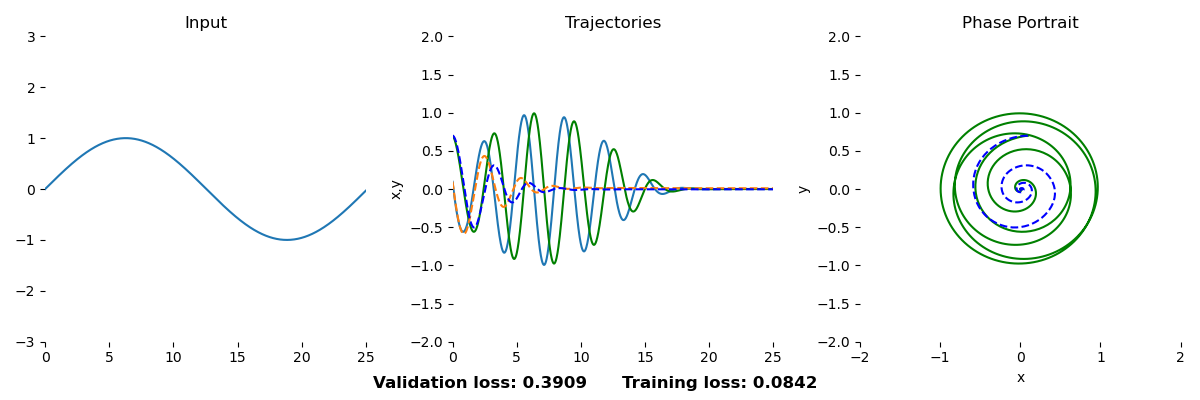 Input
3
2
1
0
−1
−2
−3
0 5 10 15 20 25
Trajectories
x,y
2.0
1.5
1.0
0.5
0.0
−0.5
−1.0
−1.5
−2.0
0 5 10 15 20 25
Phase Portrait
y
2.0
1.5
1.0
0.5
0.0
−0.5
−1.0
−1.5
−2.0
−2 −1 0 1 2
x
Validation loss: 0.3909 Training loss: 0.0842